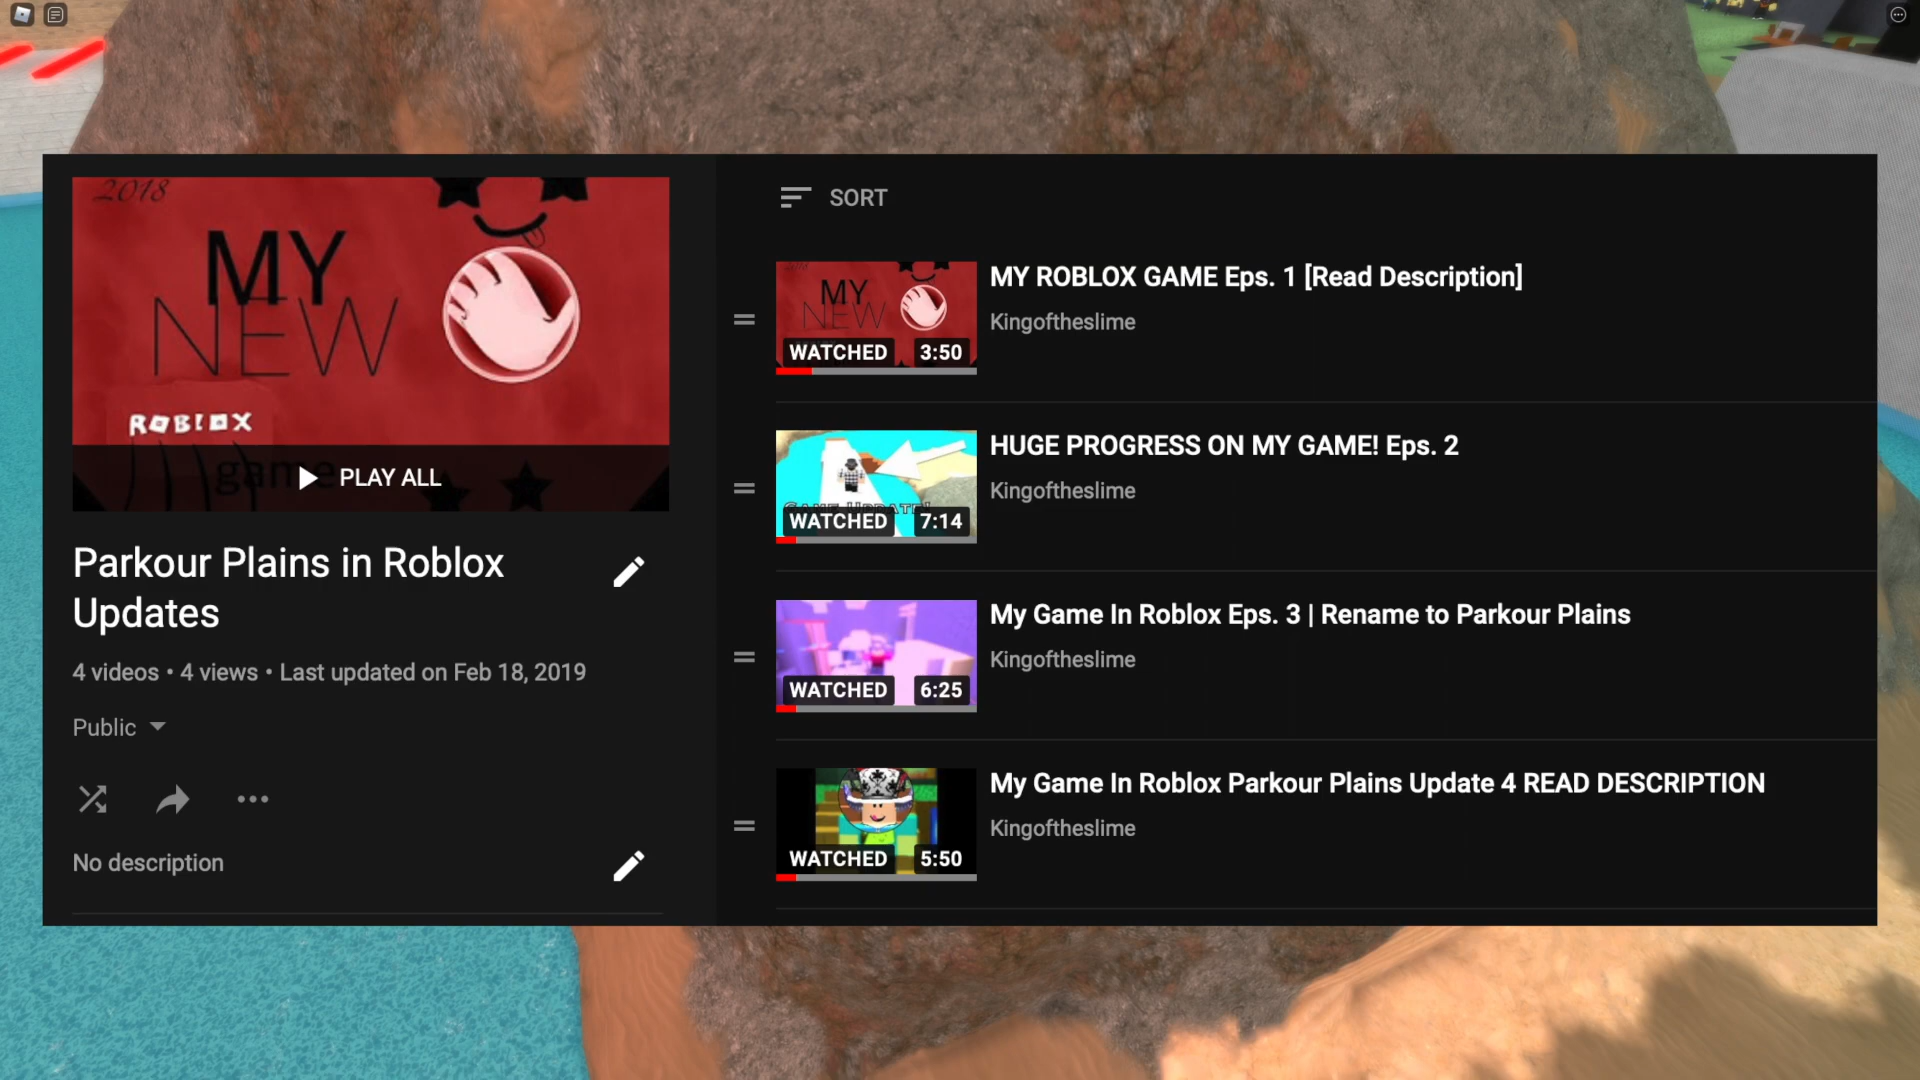 2018
MY
NEW
ROBLOX
game
PLAY ALL
Parkour Plains in Roblox
Updates
4 videos • 4 views • Last updated on Feb 18, 2019
Public
No description
SORT
MY NEW
WATCHED 3:50
MY ROBLOX GAME Eps. 1 [Read Description]
Kingoftheslime
GAME UPDATE!
WATCHED 7:14
HUGE PROGRESS ON MY GAME! Eps. 2
Kingoftheslime
WATCHED 6:25
My Game In Roblox Eps. 3 | Rename to Parkour Plains
Kingoftheslime
WATCHED 5:50
My Game In Roblox Parkour Plains Update 4 READ DESCRIPTION
Kingoftheslime